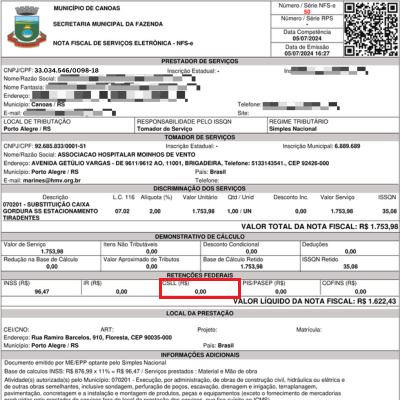 MUNICÍPIO DE CANOAS
SECRETARIA MUNICIPAL DA FAZENDA
NOTA FISCAL DE SERVIÇOS ELETRÔNICA - NFS-e
Número / Série NFS-e
50
Número / Série RPS
-
Data Competência
05/07/2024
Data de Emissão
05/07/2024 16:27
PRESTADOR DE SERVIÇOS
CNPJ/CPF: 33.034.546/0098-18 Inscrição Estadual: -
Nome/Razão Social:
Nome Fantasia:
Endereço:
Município: Canoas / RS Telefone:
E-mail: Site:
LOCAL DE TRIBUTAÇÃO RESPONSABILIDADE PELO ISSQN REGIME TRIBUTÁRIO
Porto Alegre / RS Tomador de Serviço Simples Nacional
TOMADOR DE SERVIÇO
CNPJ/CPF: 92.685.833/0001-51 Inscrição Estadual: - Inscrição Municipal: 6.889.689
Nome/Razão Social: ASSOCIACAO HOSPITALAR MOINHOS DE VENTO
Endereço: AVENIDA GETÚLIO VARGAS - DE 9611/9612 AO, 11001, BRIGADEIRA, Telefone: 5133143541., CEP 92426-000
Município: Porto Alegre / RS País: Brasil
E-mail: marines@hmv.org.br
DISCRIMINAÇÃO DOS SERVIÇOS
Descrição L.C. 116 Alíquota (%) Valor Unitário Qtd / Unid Desconto Inc. Valor Serviço ISSQN
070201 - SUBSTITUIÇÃO CAIXA GORDURA SS ESTACIONAMENTO TIRADENTES 07.02 2,00 1.753,98 1,00 / UN 0,00 1.753,98 35,08
VALOR TOTAL DA NOTA FISCAL: R$ 1.753,98
DEMONSTRATIVO DE CÁLCULO
Valor de Serviço Itens Não Tributáveis Desconto Condicional Deduções
1.753,98 0,00 0,00 0,00
Redução na Base de Cálculo Valor Aproximado de Tributos Base de Cálculo Retido ISSQN Retido
0,00 0,00 1.753,98 35,08
RETENÇÕES FEDERAIS
INSS (R$) IR (R$) CSLL (R$) PIS/PASEP (R$) COFINS (R$)
96,47 0,00 0,00 0,00 0,00
VALOR LÍQUIDO DA NOTA FISCAL: R$ 1.622,43
LOCAL DA PRESTAÇÃO
CEI/CNO: ART: Projeto: Matrícula:
Endereço: Rua Ramiro Barcelos, 910, Floresta, CEP 90035-000
Município: Porto Alegre / RS País: Brasil
INFORMAÇÕES ADICIONAIS
Documento emitido por ME/EPP optante pelo Simples Nacional
Base de calculos INSS: R$ 876,99 x 11% = R$ 96,47 / Serviços Prestados : Material e Mão de obra
Atividade(s) autorizada(s) pelo Município: 070201 - Execução, por administração, de obras de construção civil, hidráulica ou elétrica e
de outras obras semelhantes, inclusive sondagem, perfuração de poços, escavação, drenagem e irrigação, terraplanagem,
pavimentação, concretagem e a instalação e montagem de produtos, peças e equipamentos (exceto o fornecimento de mercadorias